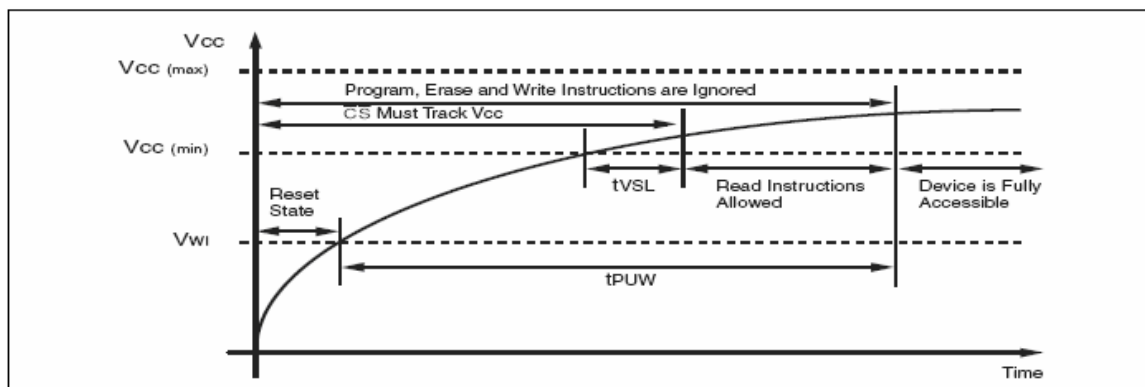 Vcc
Vcc (max)
Program, Erase and Write Instructions are Ignored
CS Must Track Vcc
Vcc (min)
tVSL
Read Instructions
Allowed
Device is Fully
Accessible
Reset
State
VWI
tPUW
Time